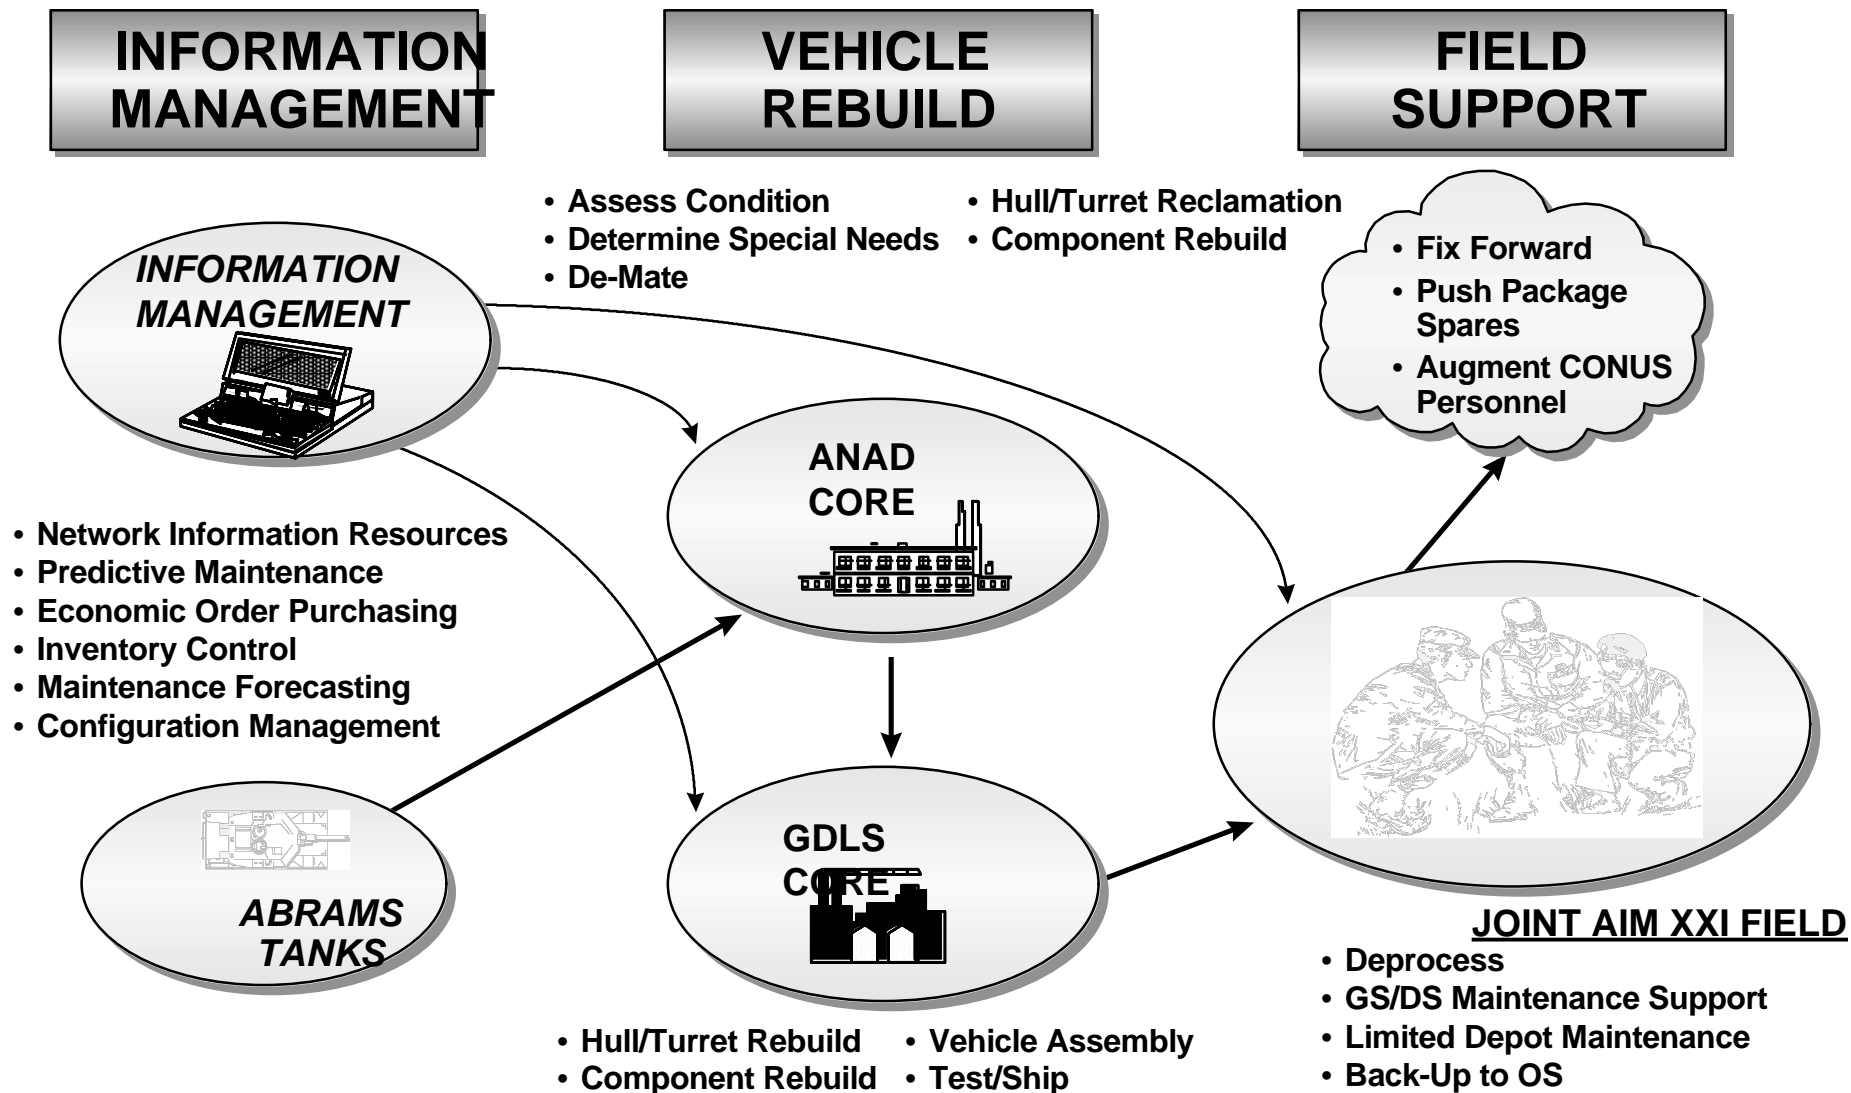 INFORMATION
MANAGEMENT
VEHICLE
REBUILD
FIELD
SUPPORT
• Assess Condition
• Determine Special Needs
• De-Mate
• Hull/Turret Reclamation
• Component Rebuild
• Fix Forward
• Push Package
Spares
• Augment CONUS
Personnel
INFORMATION
MANAGEMENT
ANAD
CORE
• Network Information Resources
• Predictive Maintenance
• Economic Order Purchasing
• Inventory Control
• Maintenance Forecasting
• Configuration Management
ABRAMS
TANKS
GDLS
CORE
JOINT AIM XXI FIELD
• Deprocess
• GS/DS Maintenance Support
• Limited Depot Maintenance
• Back-Up to OS
• Hull/Turret Rebuild
• Component Rebuild
• Vehicle Assembly
• Test/Ship